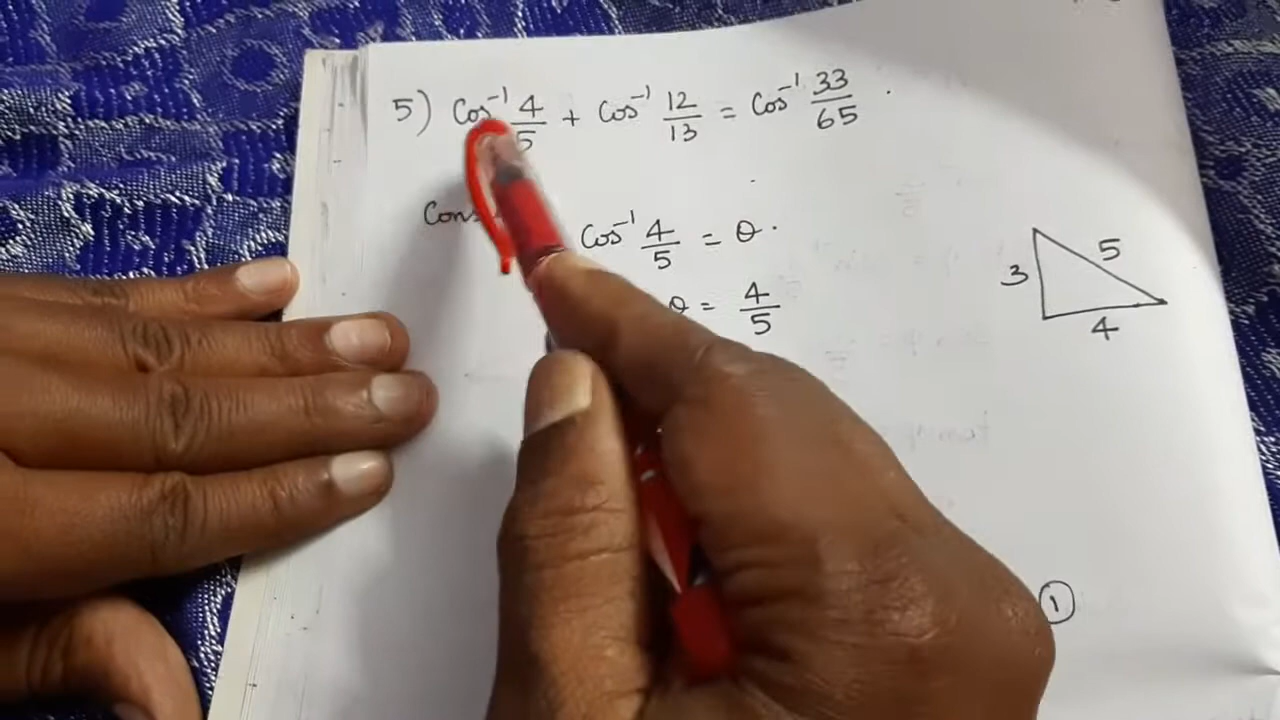 5) Cos⁻¹ 4/5 + Cos⁻¹ 12/13 = Cos⁻¹ 33/65 .
Cos⁻¹ 4/5 = θ .
θ = 4/5
3 5
4
1